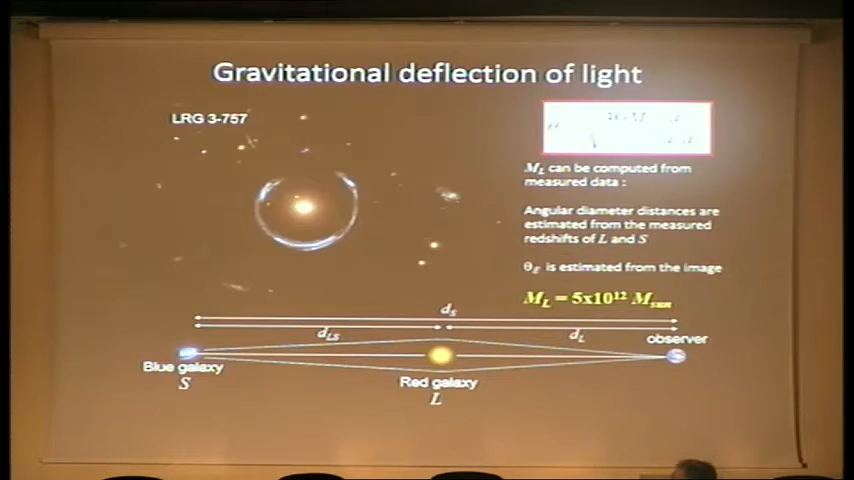 Gravitational deflection of light
LRG 3-757
M_L can be computed from
measured data :
Angular diameter distances are
estimated from the measured
redshifts of L and S
θ_E is estimated from the image
M_L = 5x10¹² M_sun
d_S
d_LS
d_L
observer
Blue galaxy
S
Red galaxy
L